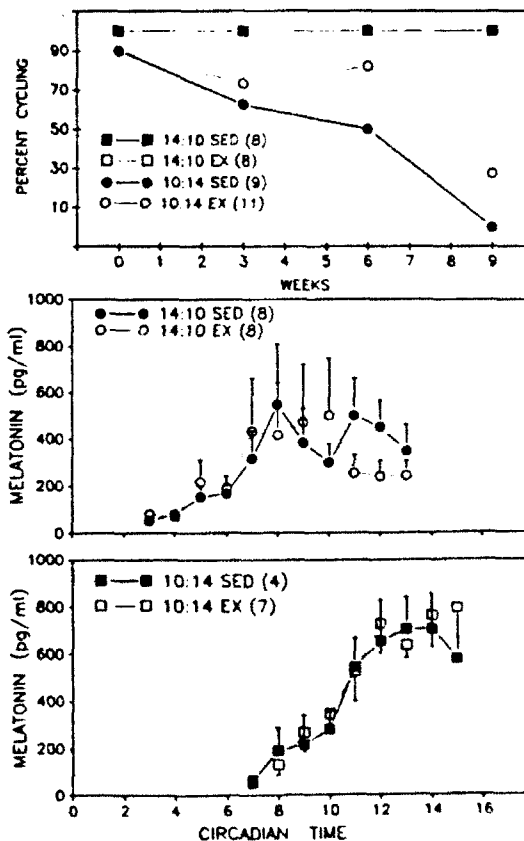 PERCENT CYCLING
90
70
50
30
10
14:10 SED (8)
14:10 EX (8)
10:14 SED (9)
10:14 EX (11)
0 1 2 3 4 5 6 7 8 9
WEEKS
MELATONIN (pg/ml)
1000
800
600
400
200
0
14:10 SED (8)
14:10 EX (8)
MELATONIN (pg/ml)
1000
800
600
400
200
0
10:14 SED (4)
10:14 EX (7)
0 2 4 6 8 10 12 14 16
CIRCADIAN TIME